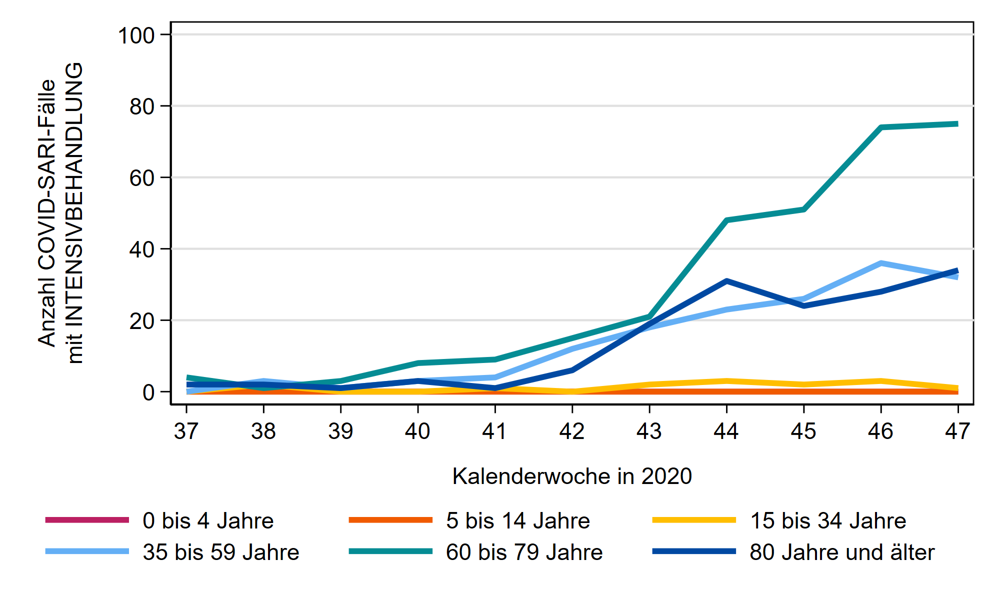 Anzahl COVID-SARI-Fälle
mit INTENSIVBEHANDLUNG
100
80
60
40
20
0
37 38 39 40 41 42 43 44 45 46 47
Kalenderwoche in 2020
0 bis 4 Jahre 5 bis 14 Jahre 15 bis 34 Jahre
35 bis 59 Jahre 60 bis 79 Jahre 80 Jahre und älter